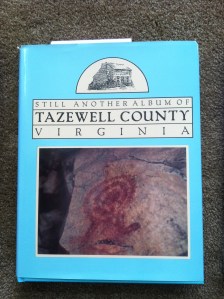 STILL ANOTHER ALBUM OF
TAZEWELL COUNTY
VIRGINIA